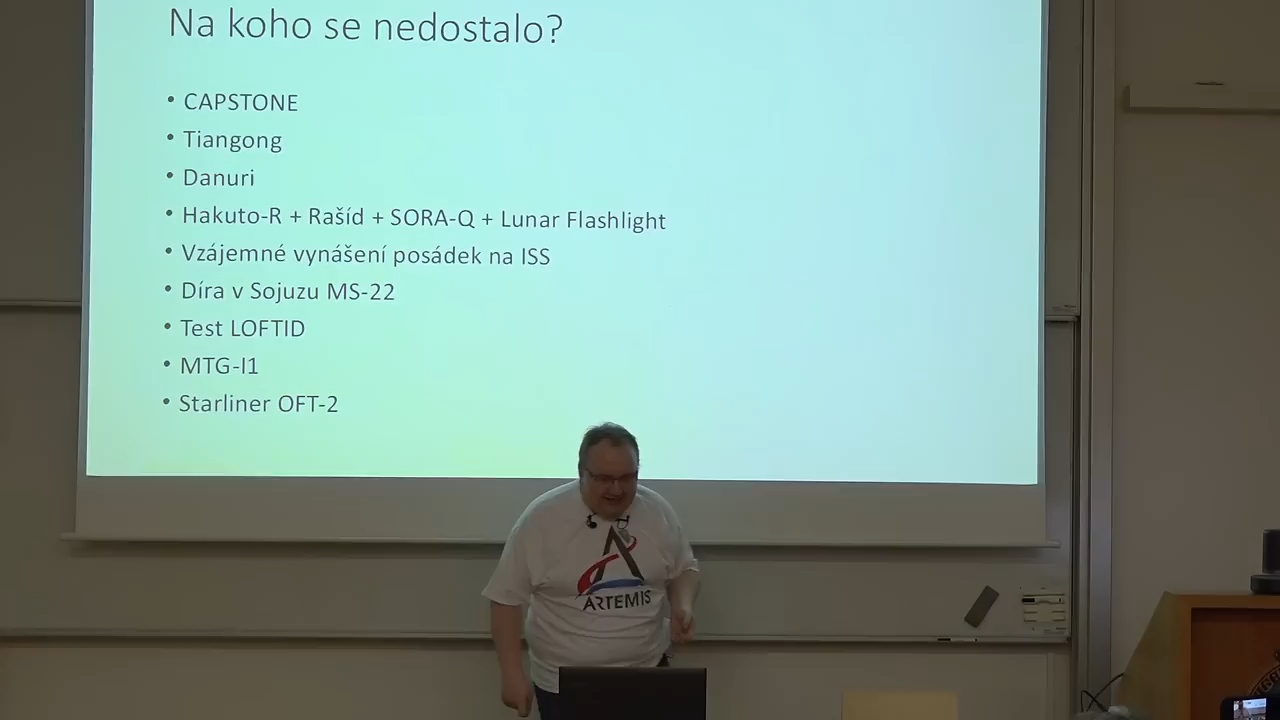 Na koho se nedostalo?
• CAPSTONE
• Tiangong
• Danuri
• Hakuto-R + Rašíd + SORA-Q + Lunar Flashlight
• Vzájemné vynášení posádek na ISS
• Díra v Sojuzu MS-22
• Test LOFTID
• MTG-I1
• Starliner OFT-2
ARTEMIS